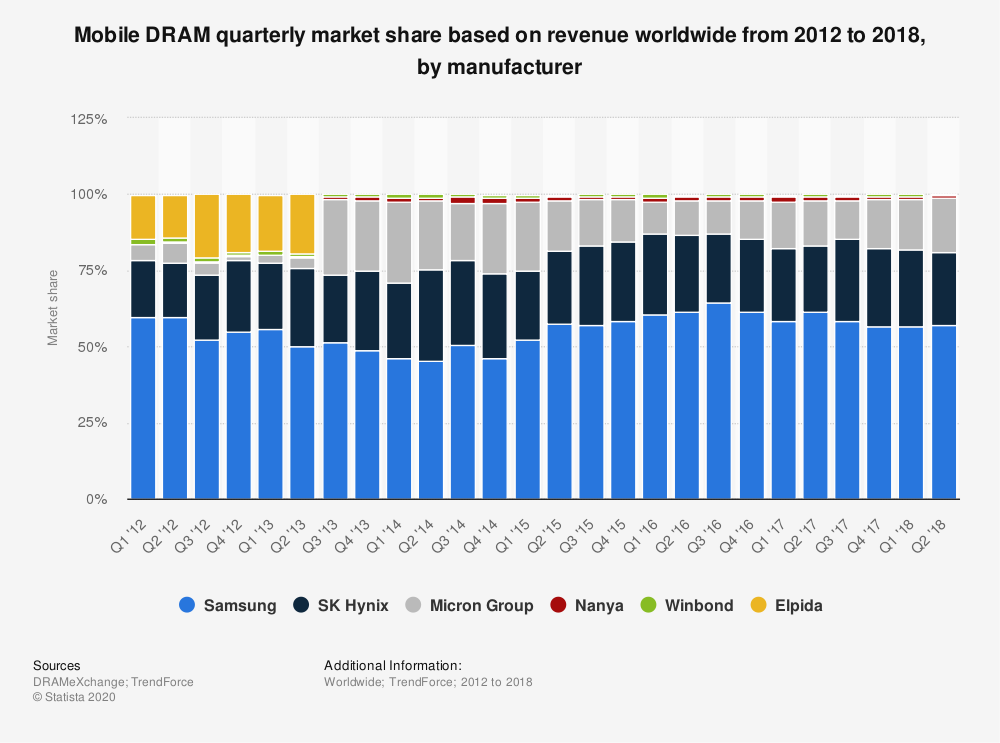 Mobile DRAM quarterly market share based on revenue worldwide from 2012 to 2018,
by manufacturer
125%
100%
75%
50%
25%
0%
Market share
Q1 '12
Q2 '12
Q3 '12
Q4 '12
Q1 '13
Q2 '13
Q3 '13
Q4 '13
Q1 '14
Q2 '14
Q3 '14
Q4 '14
Q1 '15
Q2 '15
Q3 '15
Q4 '15
Q1 '16
Q2 '16
Q3 '16
Q4 '16
Q1 '17
Q2 '17
Q3 '17
Q4 '17
Q1 '18
Q2 '18
Samsung SK Hynix Micron Group Nanya Winbond Elpida
Sources
DRAMeXchange; TrendForce
© Statista 2020
Additional Information:
Worldwide; TrendForce; 2012 to 2018